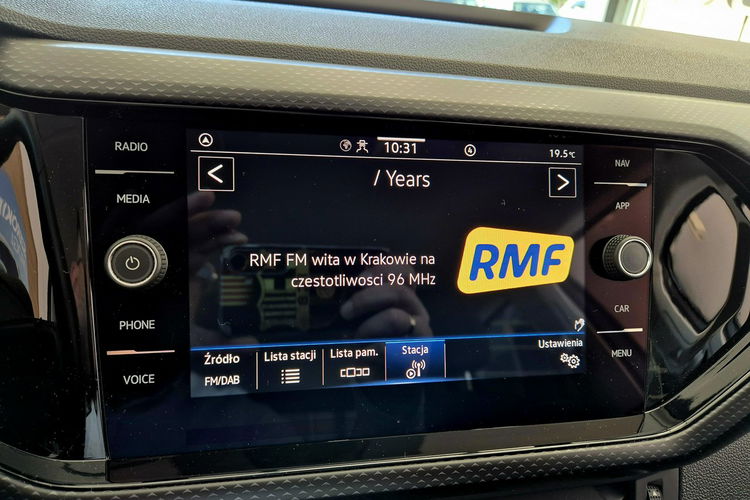 RADIO
MEDIA
PHONE
VOICE
10:31
4
19.5°C
< / Years >
RMF FM wita w Krakowie na
czestotliwosci 96 MHz
RMF
Źródło
FM/DAB
Lista stacji
Lista pam.
Stacja
Ustawienia
NAV
APP
CAR
MENU